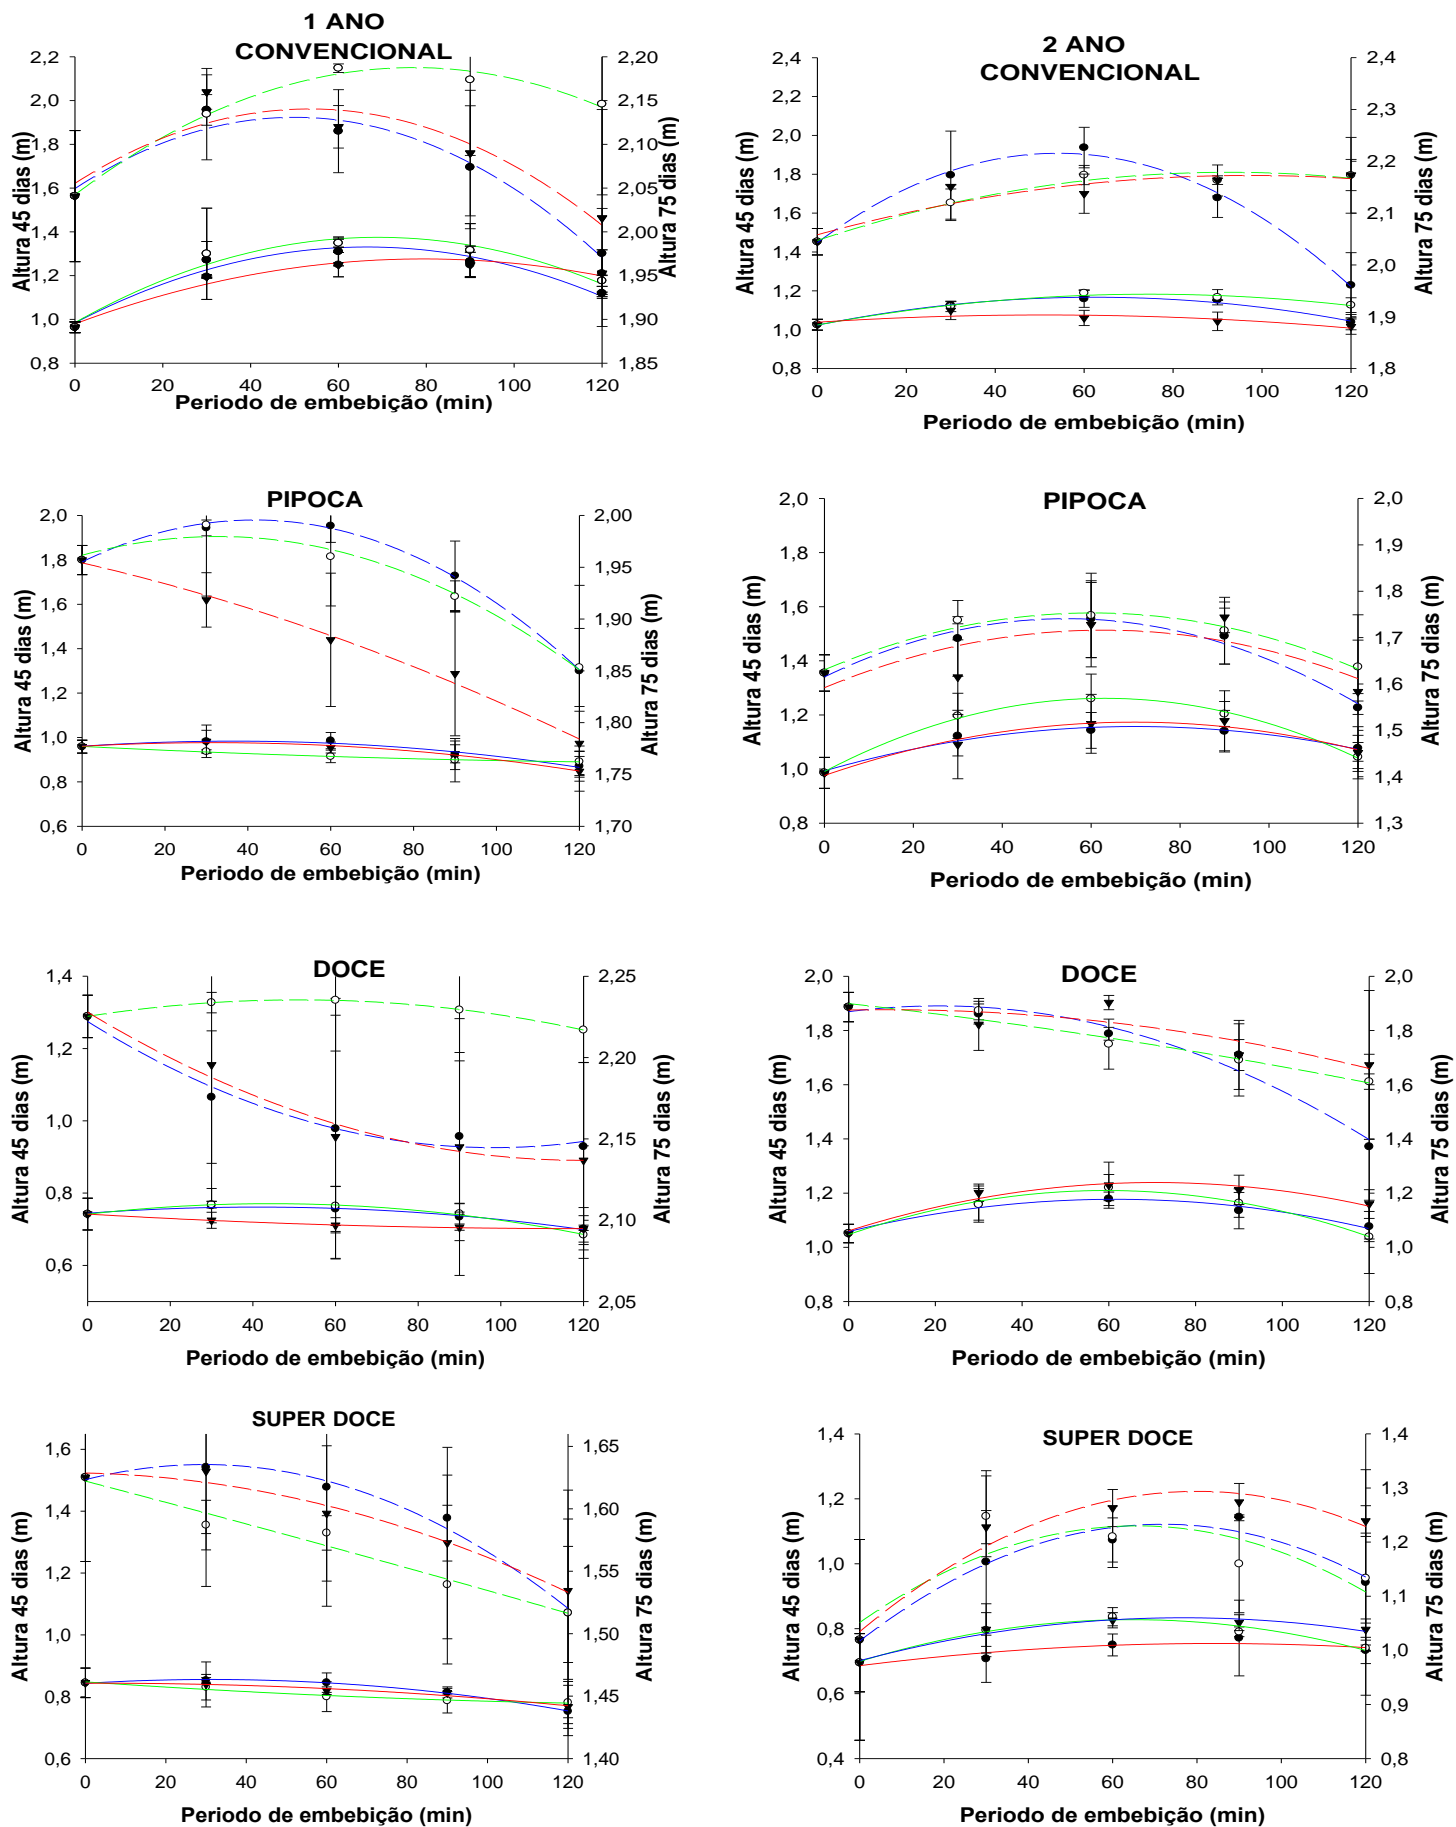 1 ANO
CONVENCIONAL
2,2
2,0
1,8
1,6
1,4
1,2
1,0
0,8
Altura 45 dias (m)
2,20
2,15
2,10
2,05
2,00
1,95
1,90
1,85
Altura 75 dias (m)
0 20 40 60 80 100 120
Periodo de embebição (min)
2 ANO
CONVENCIONAL
2,4
2,2
2,0
1,8
1,6
1,4
1,2
1,0
0,8
Altura 45 dias (m)
2,4
2,3
2,2
2,1
2,0
1,9
1,8
Altura 75 dias (m)
0 20 40 60 80 100 120
Periodo de embebição (min)
PIPOCA
2,0
1,8
1,6
1,4
1,2
1,0
0,8
0,6
Altura 45 dias (m)
2,00
1,95
1,90
1,85
1,80
1,75
1,70
Altura 75 dias (m)
0 20 40 60 80 100 120
Periodo de embebição (min)
PIPOCA
2,0
1,8
1,6
1,4
1,2
1,0
0,8
Altura 45 dias (m)
2,0
1,9
1,8
1,7
1,6
1,5
1,4
1,3
Altura 75 dias (m)
0 20 40 60 80 100 120
Periodo de embebição (min)
DOCE
1,4
1,2
1,0
0,8
0,6
Altura 45 dias (m)
2,25
2,20
2,15
2,10
2,05
Altura 75 dias (m)
0 20 40 60 80 100 120
Periodo de embebição (min)
DOCE
2,0
1,8
1,6
1,4
1,2
1,0
0,8
Altura 45 dias (m)
2,0
1,8
1,6
1,4
1,2
1,0
0,8
Altura 75 dias (m)
0 20 40 60 80 100 120
Periodo de embebição (min)
SUPER DOCE
1,6
1,4
1,2
1,0
0,8
0,6
Altura 45 dias (m)
1,65
1,60
1,55
1,50
1,45
1,40
Altura 75 dias (m)
0 20 40 60 80 100 120
Periodo de embebição (min)
SUPER DOCE
1,4
1,2
1,0
0,8
0,6
0,4
Altura 45 dias (m)
1,4
1,3
1,2
1,1
1,0
0,9
0,8
Altura 75 dias (m)
0 20 40 60 80 100 120
Periodo de embebição (min)